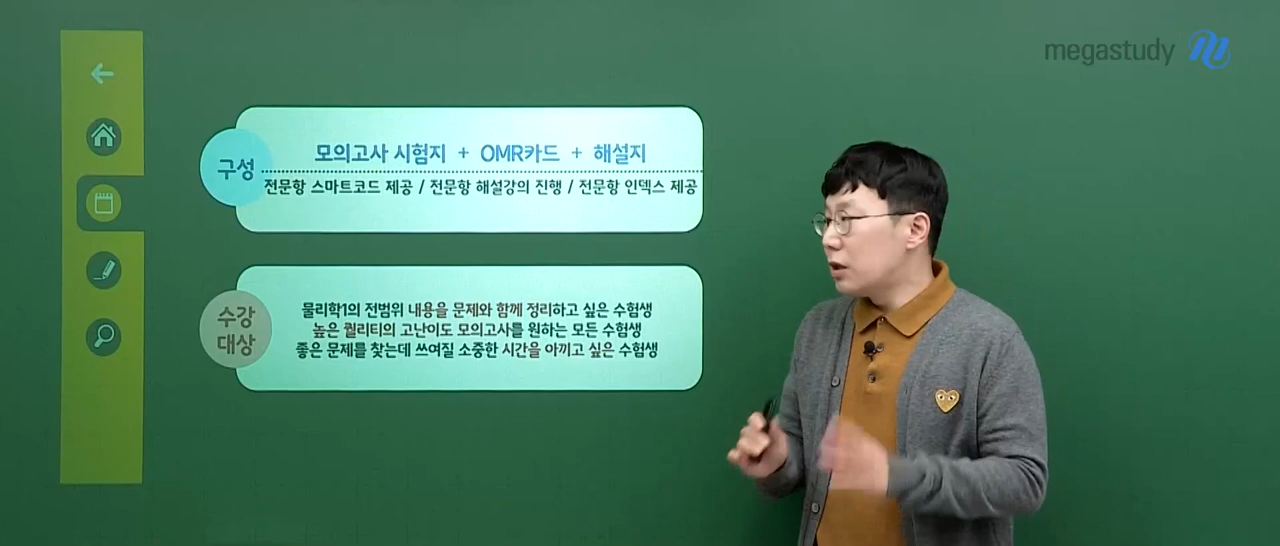 megastudy
구성
모의고사 시험지 + OMR카드 + 해설지
전문항 스마트코드 제공 / 전문항 해설강의 진행 / 전문항 인덱스 제공
수강
대상
물리학1의 전범위 내용을 문제와 함께 정리하고 싶은 수험생
높은 퀄리티의 고난이도 모의고사를 원하는 모든 수험생
좋은 문제를 찾는데 쓰여질 소중한 시간을 아끼고 싶은 수험생